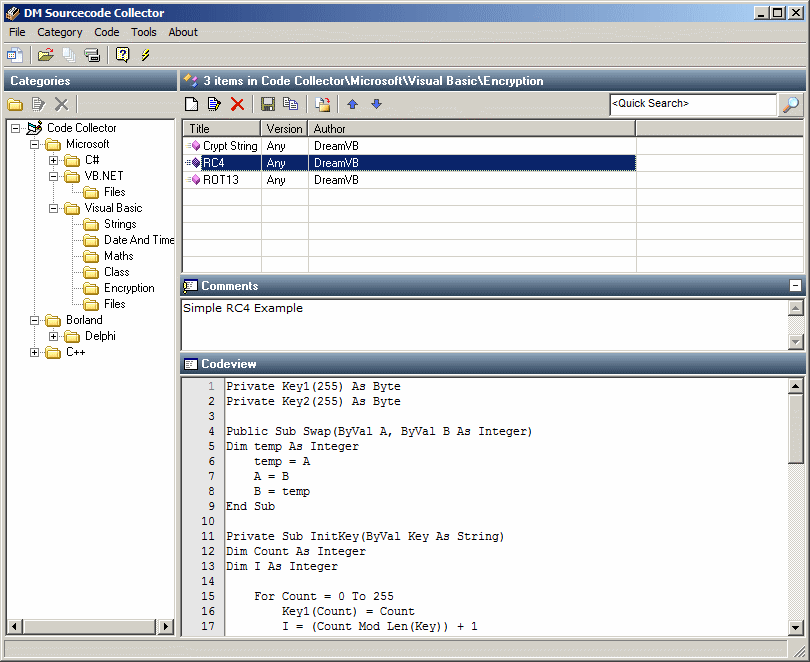 DM Sourcecode Collector
File Category Code Tools About
Categories
3 items in Code Collector\Microsoft\Visual Basic\Encryption
<Quick Search>
Code Collector
Microsoft
C#
VB.NET
Files
Visual Basic
Strings
Date And Time
Maths
Class
Encryption
Files
Borland
Delphi
C++
Title Version Author
Crypt String Any DreamVB
RC4 Any DreamVB
ROT13 Any DreamVB
Comments
Simple RC4 Example
Codeview
1 Private Key1(255) As Byte
2 Private Key2(255) As Byte
3
4 Public Sub Swap(ByVal A, ByVal B As Integer)
5 Dim temp As Integer
6 temp = A
7 A = B
8 B = temp
9 End Sub
10
11 Private Sub InitKey(ByVal Key As String)
12 Dim Count As Integer
13 Dim I As Integer
14
15 For Count = 0 To 255
16 Key1(Count) = Count
17 I = (Count Mod Len(Key)) + 1